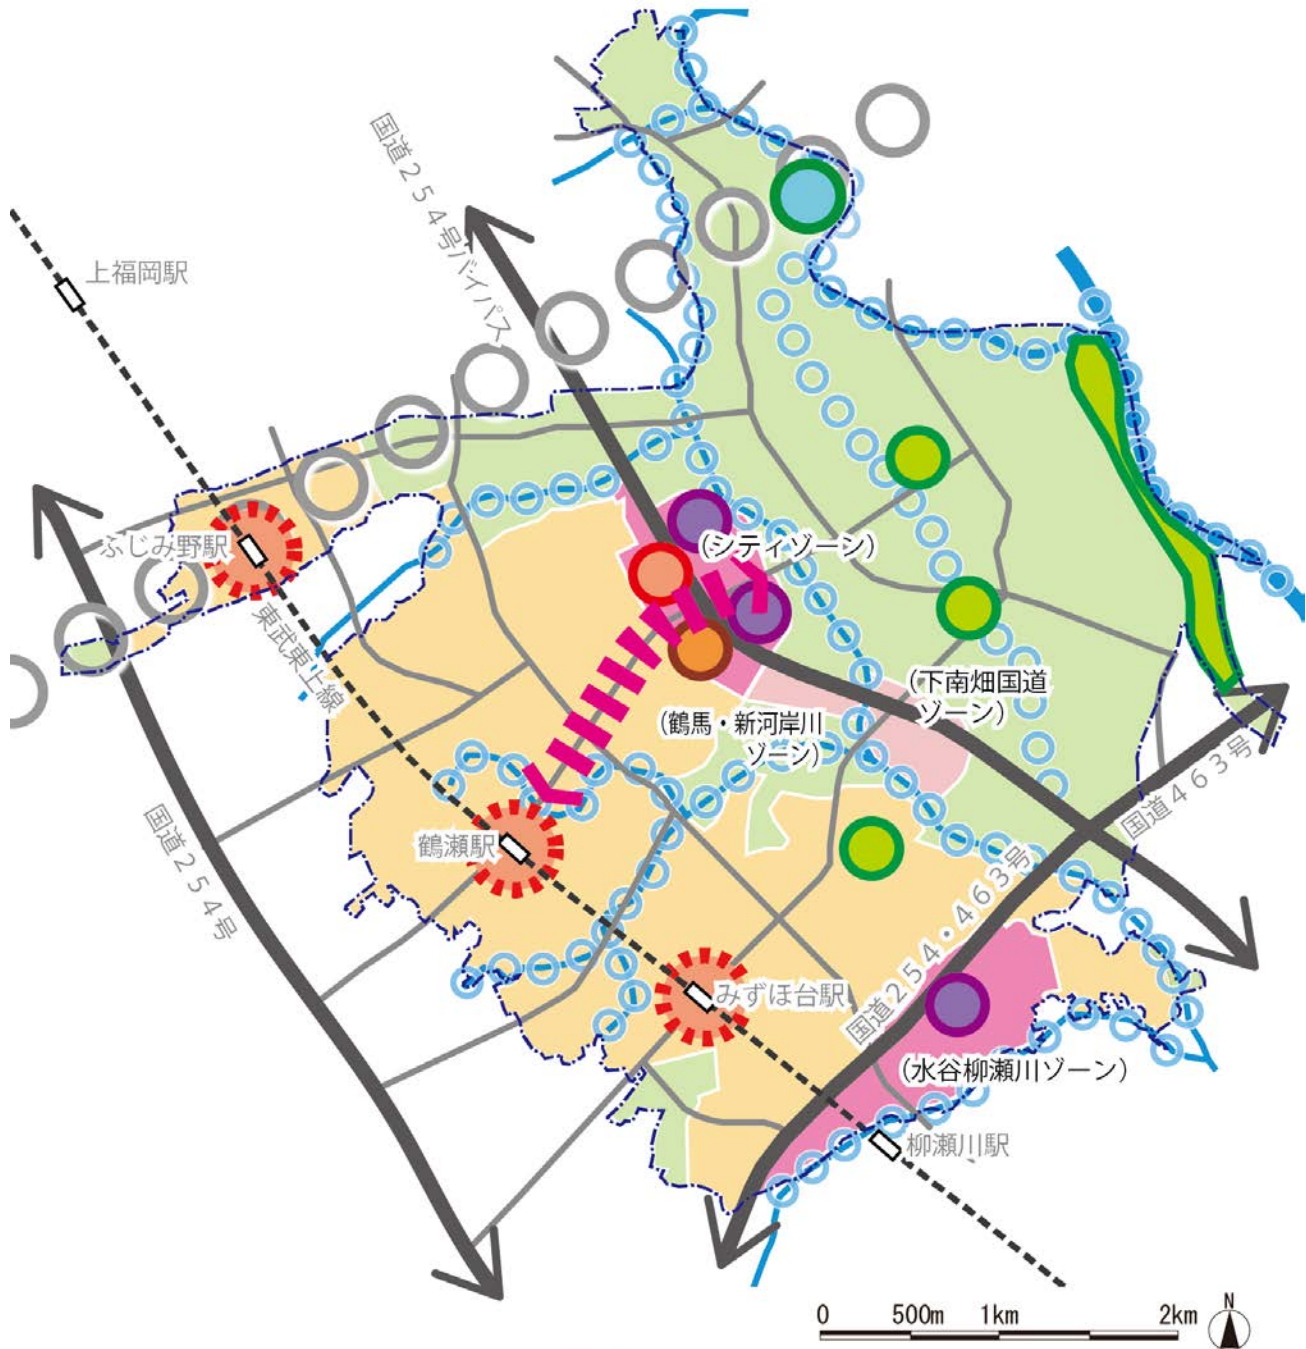 国道２５４号バイパス
上福岡駅
ふじみ野駅
(シティゾーン)
東武東上線
(下南畑国道
ゾーン)
(鶴馬・新河岸川
ゾーン)
国道４６３号
国道２５４号
鶴瀬駅
国道２５４・４６３号
みずほ台駅
(水谷柳瀬川ゾーン)
柳瀬川駅
0 500m 1km 2km
N